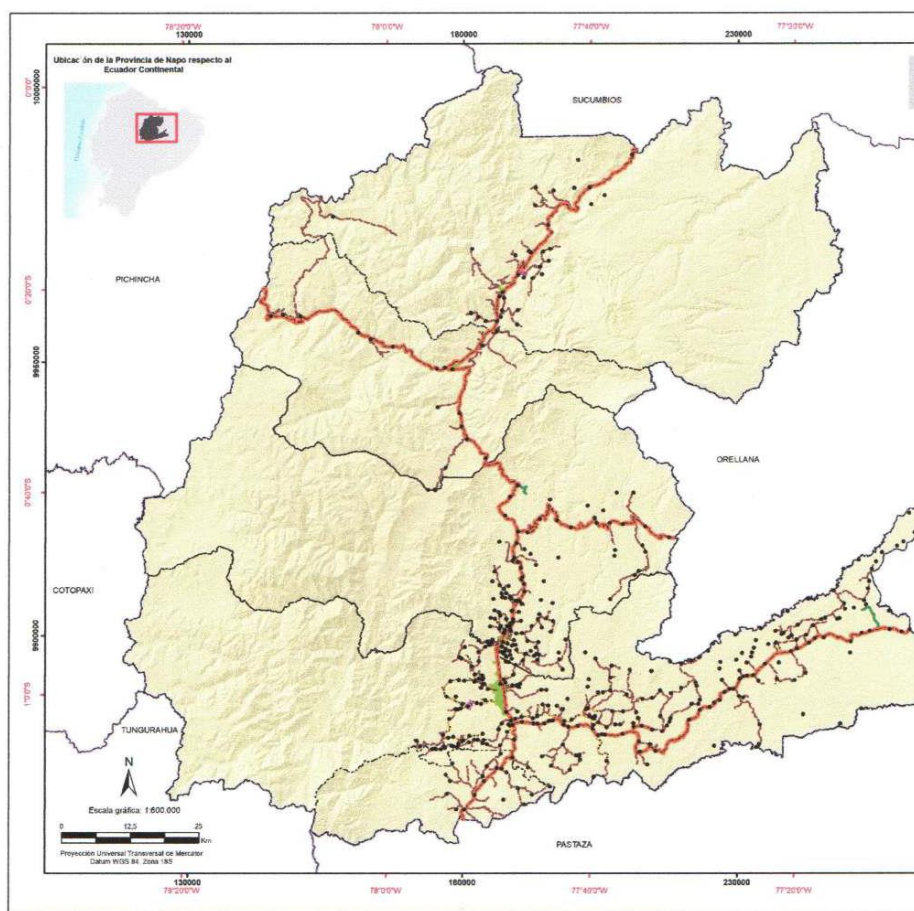 78°20'0"W
78°0'0"W
77°40'0"W
77°20'0"W
130000
180000
230000
Ubicación de la Provincia de Napo respecto al
Ecuador Continental
SUCUMBIOS
PICHINCHA
ORELLANA
COTOPAXI
TUNGURAHUA
PASTAZA
0°0'0"
10000000
0°20'0"S
9950000
0°40'0"S
9900000
1°0'0"S
N
Escala gráfica: 1:600.000
0
12,5
25
Km
Proyección Universal Transversal de Mercator
Datum WGS 84, Zona 18S
130000
180000
230000
78°20'0"W
78°0'0"W
77°40'0"W
77°20'0"W